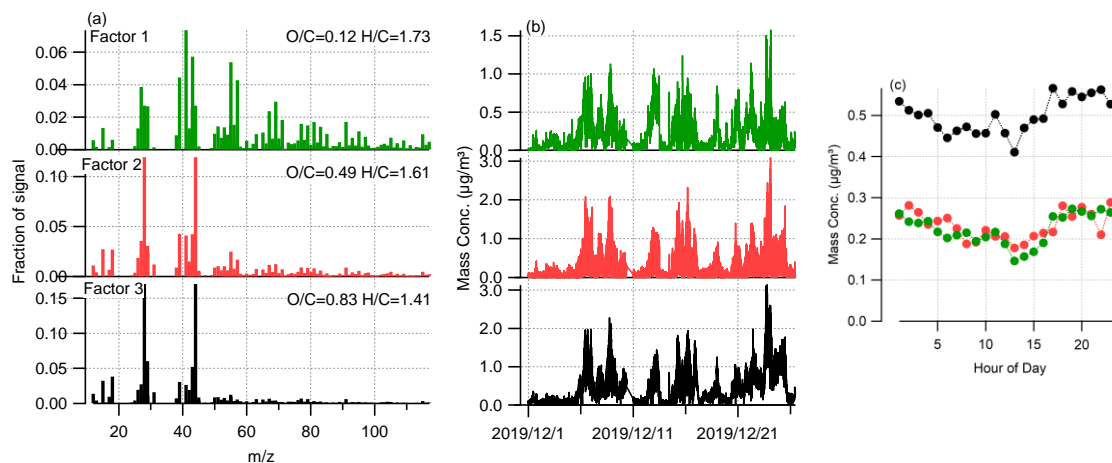 (a)
Factor 1
O/C=0.12 H/C=1.73
0.06
0.04
0.02
0.00
Factor 2
O/C=0.49 H/C=1.61
0.10
0.05
0.00
Factor 3
O/C=0.83 H/C=1.41
0.15
0.10
0.05
0.00
Fraction of signal
20 40 60 80 100
m/z
(b)
1.5
1.0
0.5
0.0
3.0
2.0
1.0
0.0
3.0
2.0
1.0
0.0
Mass Conc. (µg/m³)
2019/12/1 2019/12/11 2019/12/21
(c)
0.5
0.4
0.3
0.2
0.1
0.0
Mass Conc. (µg/m³)
5 10 15 20
Hour of Day